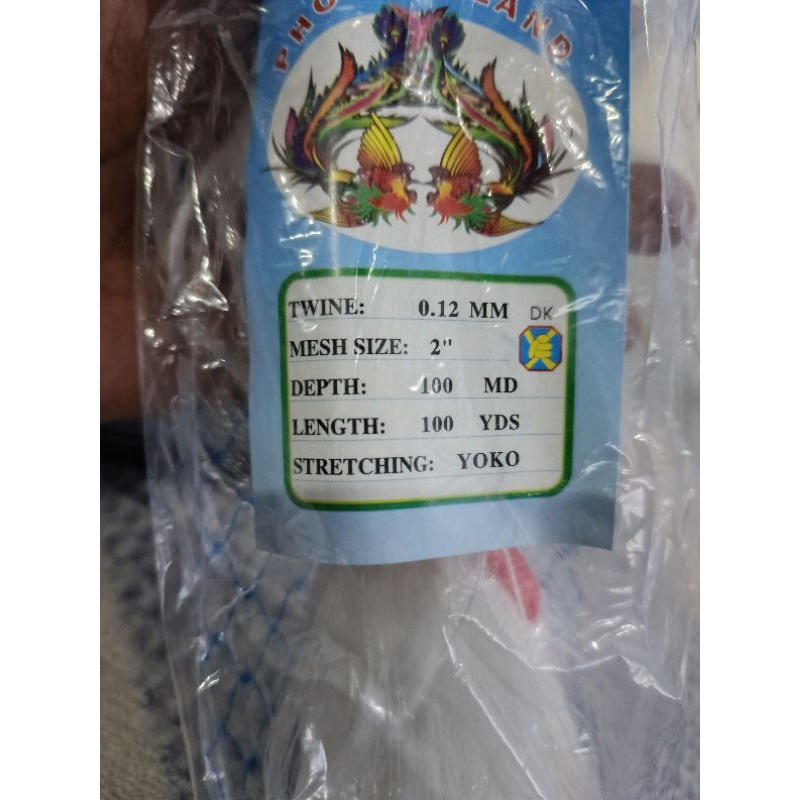 TWINE: 0.12 MM DK
MESH SIZE: 2"
DEPTH: 100 MD
LENGTH: 100 YDS
STRETCHING: YOKO